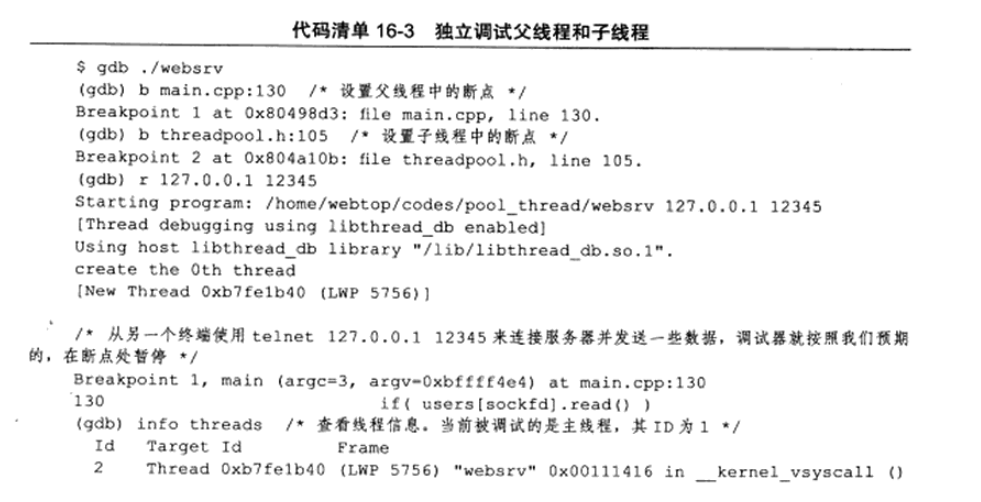 代码清单 16-3 独立调试父线程和子线程
$ gdb ./websrv
(gdb) b main.cpp:130 /* 设置父线程中的断点 */
Breakpoint 1 at 0x80498d3: file main.cpp, line 130.
(gdb) b threadpool.h:105 /* 设置子线程中的断点 */
Breakpoint 2 at 0x804a10b: file threadpool.h, line 105.
(gdb) r 127.0.0.1 12345
Starting program: /home/webtop/codes/pool_thread/websrv 127.0.0.1 12345
[Thread debugging using libthread_db enabled]
Using host libthread_db library "/lib/libthread_db.so.1".
create the 0th thread
[New Thread 0xb7fe1b40 (LWP 5756)]
/* 从另一个终端使用 telnet 127.0.0.1 12345 来连接服务器并发送一些数据，调试器就按照我们预期
的，在断点处暂停 */
Breakpoint 1, main (argc=3, argv=0xbffff4e4) at main.cpp:130
130 if( users[sockfd].read() )
(gdb) info threads /* 查看线程信息。当前被调试的是主线程，其 ID 为 1 */
Id Target Id Frame
2 Thread 0xb7fe1b40 (LWP 5756) "websrv" 0x00111416 in __kernel_vsyscall ()